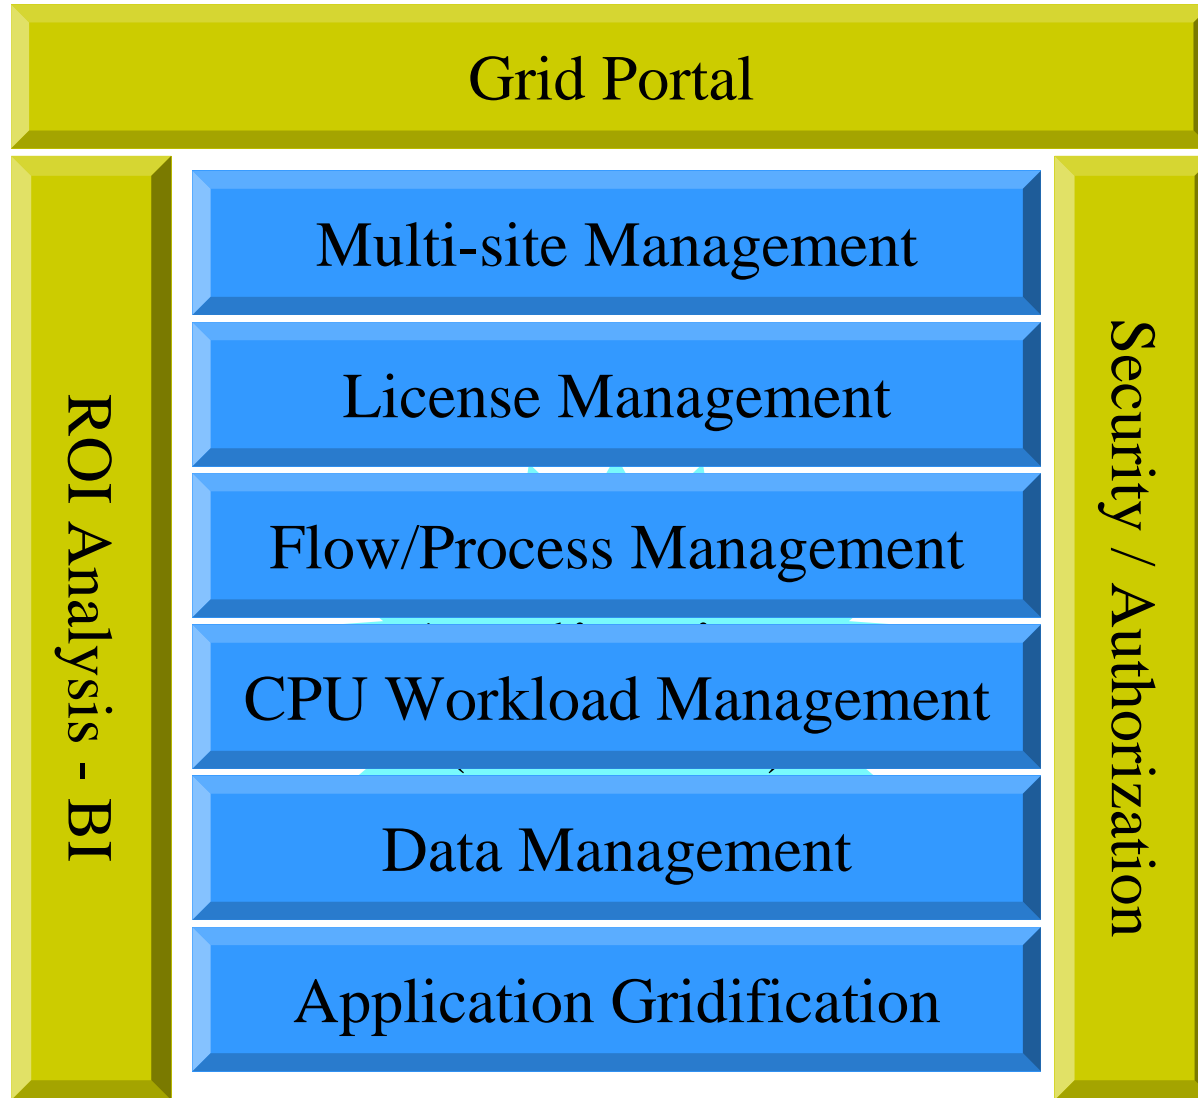 Grid Portal
ROI Analysis - BI
Multi-site Management
License Management
Flow/Process Management
CPU Workload Management
Data Management
Application Gridification
Security / Authorization